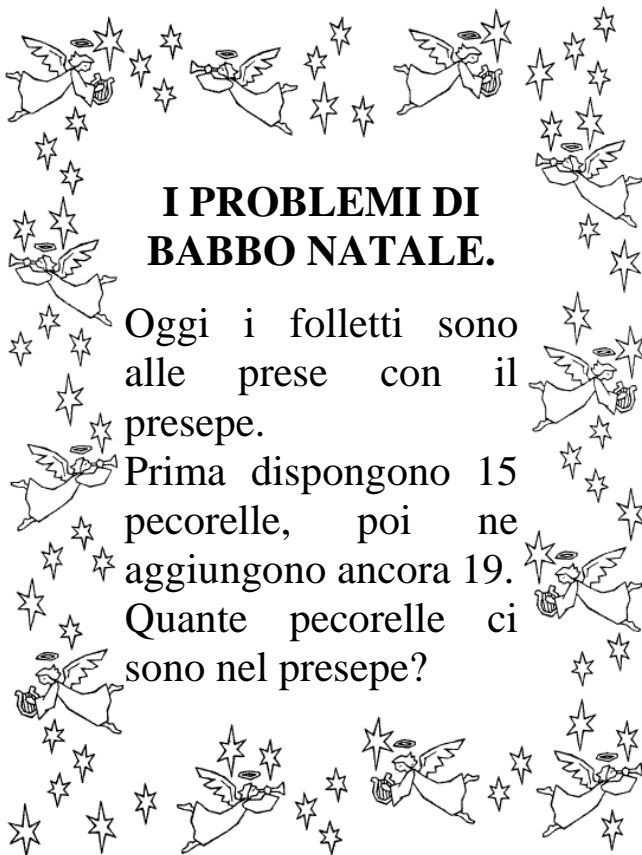 I PROBLEMI DI
BABBO NATALE.
Oggi i folletti sono
alle prese con il
presepe.
Prima dispongono 15
pecorelle, poi ne
aggiungono ancora 19.
Quante pecorelle ci
sono nel presepe?